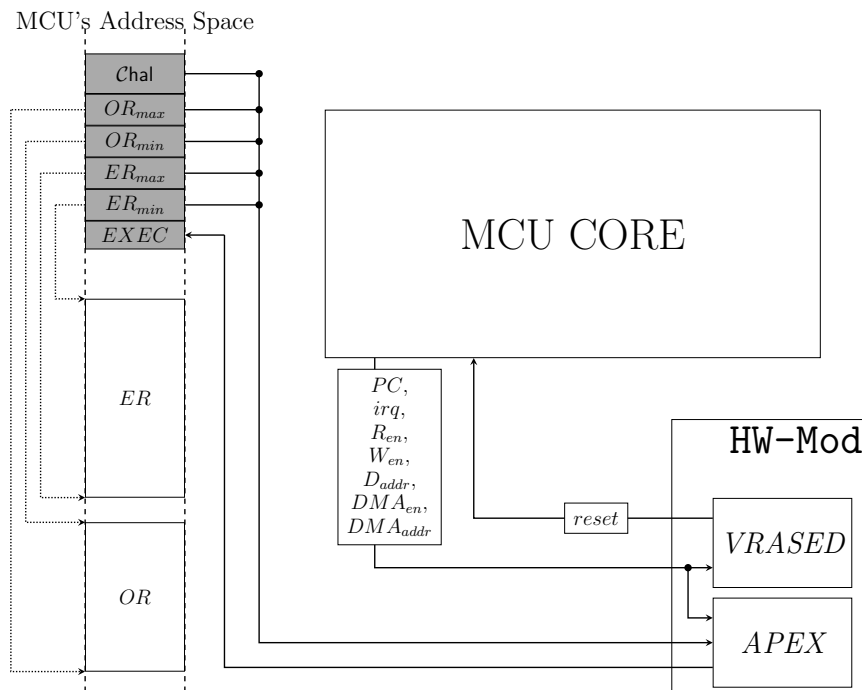 MCU's Address Space
𝒞hal
OR_max
OR_min
ER_max
ER_min
EXEC
ER
OR
MCU CORE
PC,
irq,
R_en,
W_en,
D_addr,
DMA_en,
DMA_addr
reset
HW-Mod
VRASED
APEX